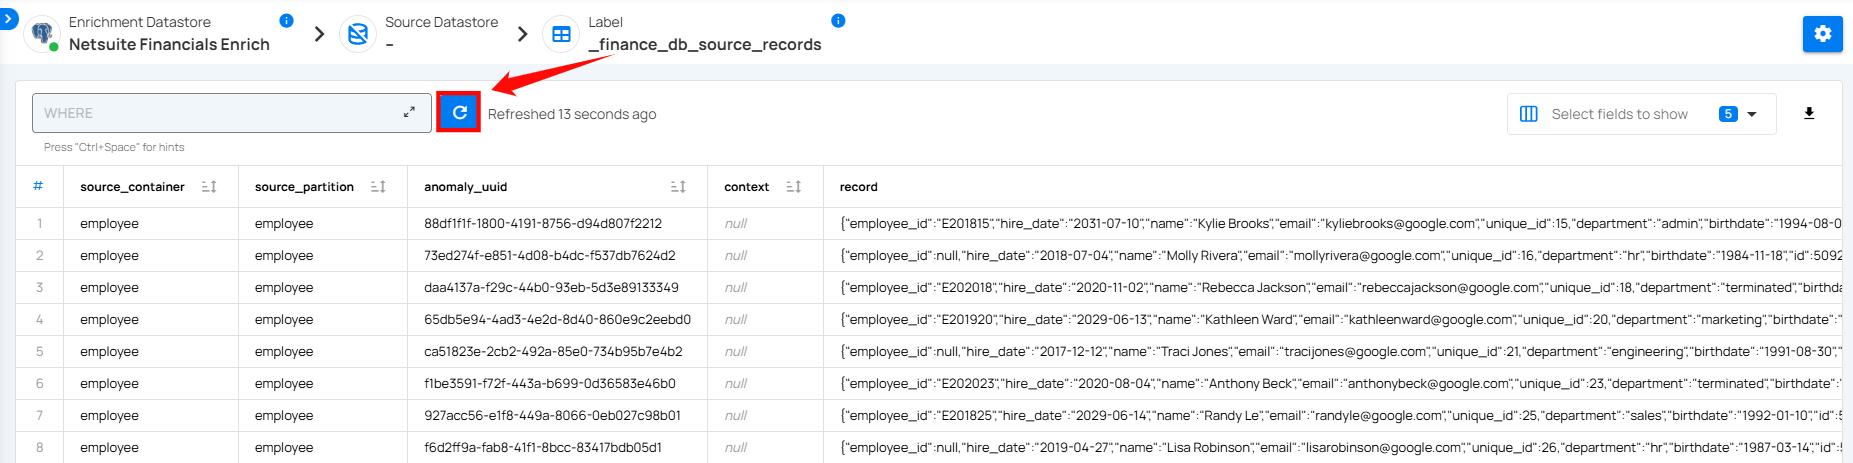 Enrichment Datastore
Netsuite Financials Enrich
Source Datastore
–
Label
_finance_db_source_records
WHERE
Refreshed 13 seconds ago
Select fields to show 5
Press "Ctrl+Space" for hints
# source_container source_partition anomaly_uuid context record
1 employee employee 88df1f1f-1800-4191-8756-d94d807f2212 null {"employee_id":"E201815","hire_date":"2031-07-10","name":"Kylie Brooks","email":"kyliebrooks@google.com","unique_id":15,"department":"admin","birthdate":"1994-08-0
2 employee employee 73ed274f-e851-4d08-b4dc-f537db7624d2 null {"employee_id":null,"hire_date":"2018-07-04","name":"Molly Rivera","email":"mollyrivera@google.com","unique_id":16,"department":"hr","birthdate":"1984-11-18","id":5092
3 employee employee daa4137a-f29c-44b0-93eb-5d3e89133349 null {"employee_id":"E202018","hire_date":"2020-11-02","name":"Rebecca Jackson","email":"rebeccajackson@google.com","unique_id":18,"department":"terminated","birthda
4 employee employee 65db5e94-4ad3-4e2d-8d40-860e9c2eebd0 null {"employee_id":"E201920","hire_date":"2029-06-13","name":"Kathleen Ward","email":"kathleenward@google.com","unique_id":20,"department":"marketing","birthdate":"
5 employee employee ca51823e-2cb2-492a-85e0-734b95b7e4b2 null {"employee_id":null,"hire_date":"2017-12-12","name":"Traci Jones","email":"tracijones@google.com","unique_id":21,"department":"engineering","birthdate":"1991-08-30","
6 employee employee f1be3591-f72f-443a-b699-0d36583e46b0 null {"employee_id":"E202023","hire_date":"2020-08-04","name":"Anthony Beck","email":"anthonybeck@google.com","unique_id":23,"department":"terminated","birthdate":"
7 employee employee 927acc56-e1f8-449a-8066-0eb027c98b01 null {"employee_id":"E201825","hire_date":"2029-06-14","name":"Randy Le","email":"randyle@google.com","unique_id":25,"department":"sales","birthdate":"1992-01-10","id":5
8 employee employee f6d2ff9a-fab8-41f1-8bcc-83417bdb05d1 null {"employee_id":null,"hire_date":"2019-04-27","name":"Lisa Robinson","email":"lisarobinson@google.com","unique_id":26,"department":"hr","birthdate":"1987-03-14","id":5